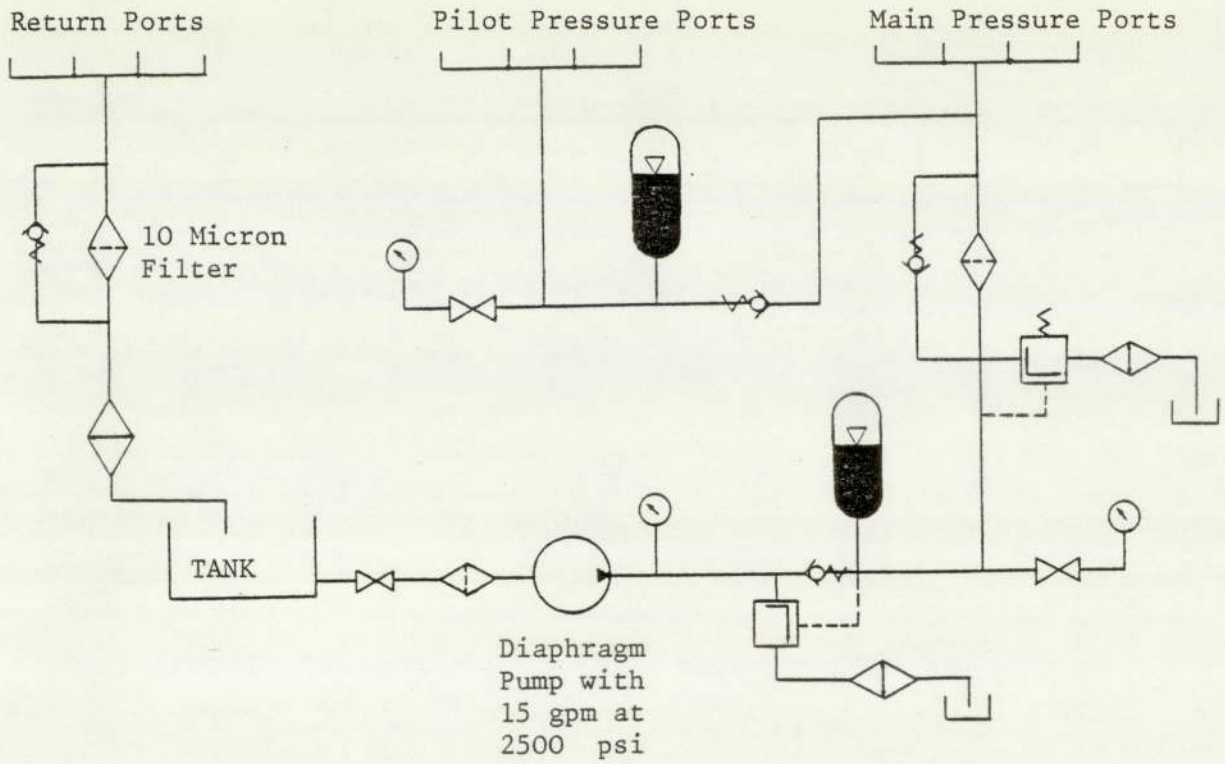 Return Ports
Pilot Pressure Ports
Main Pressure Ports
10 Micron
Filter
TANK
Diaphragm
Pump with
15 gpm at
2500 psi